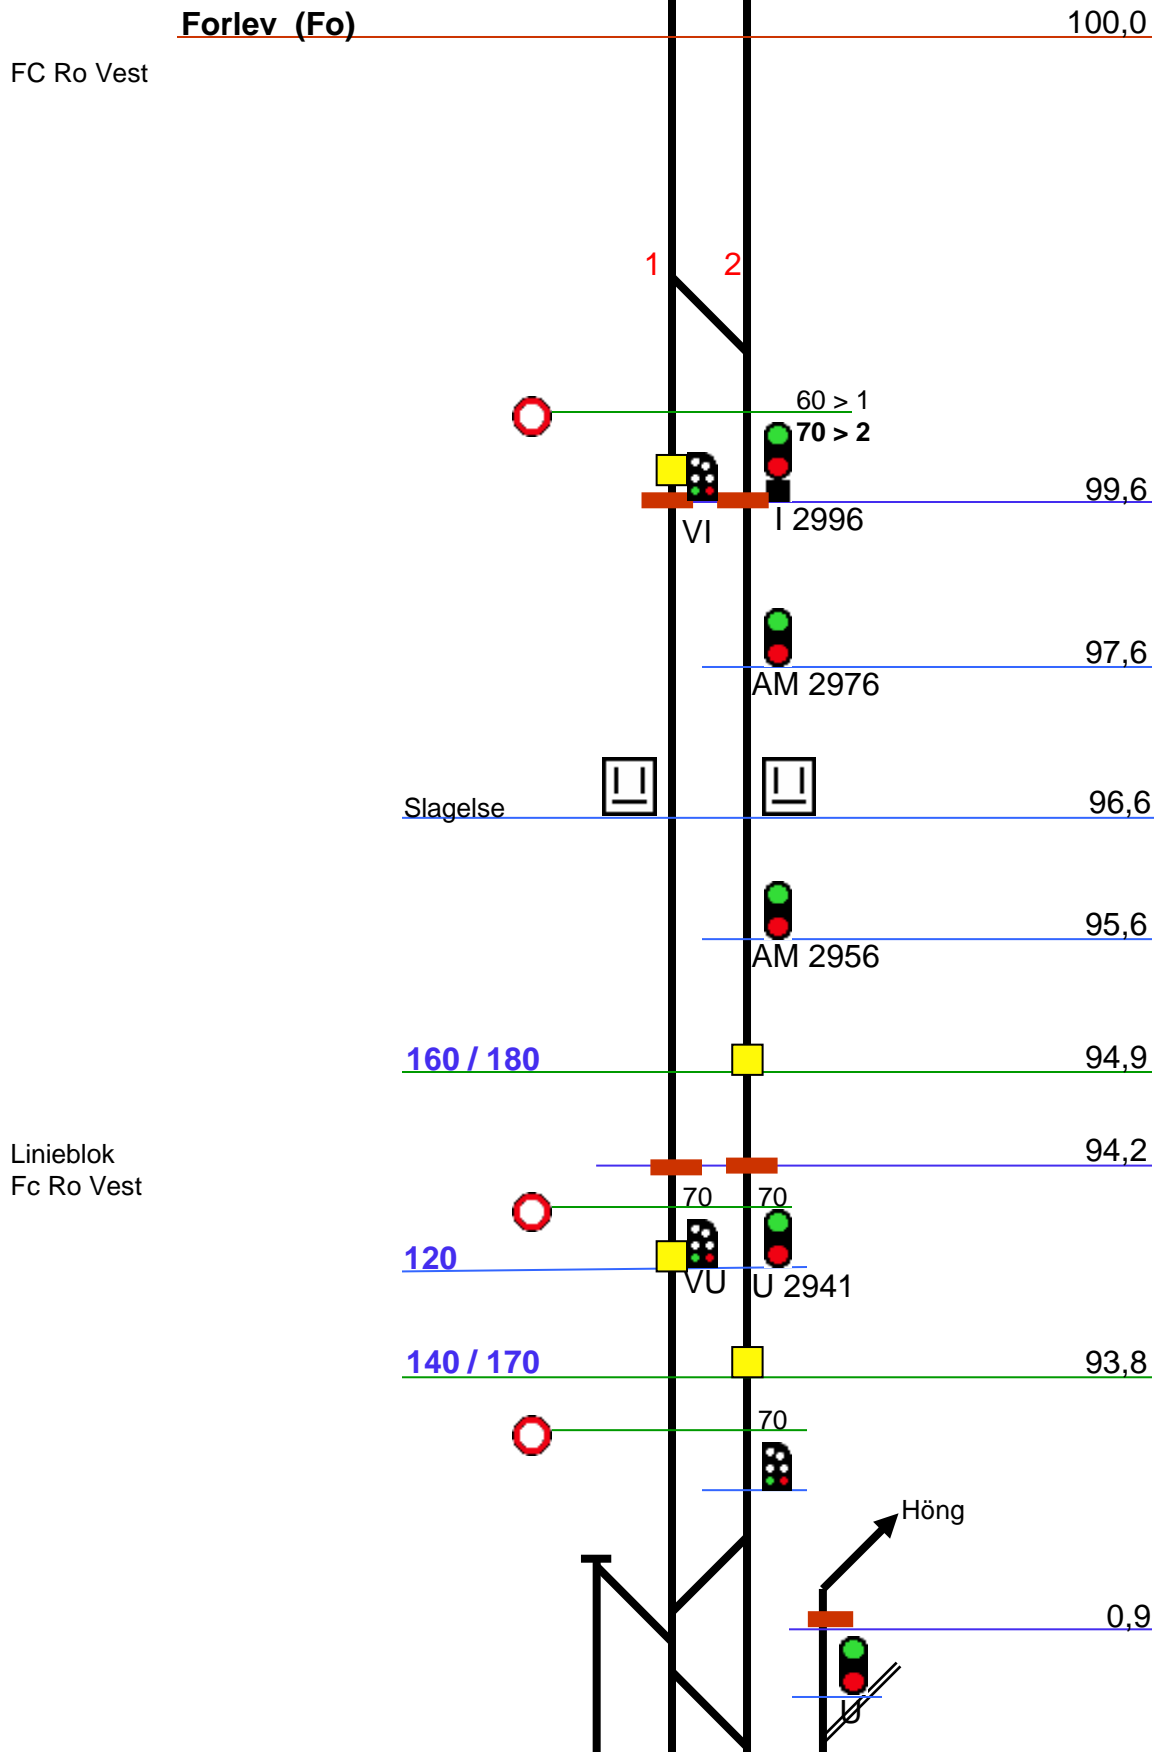 Forlev (Fo) 100,0
FC Ro Vest
1 2
60 > 1
70 > 2
99,6
I 2996
VI
97,6
AM 2976
Slagelse 96,6
95,6
AM 2956
160 / 180 94,9
Linieblok 94,2
Fc Ro Vest
70 70
120
VU U 2941
140 / 170 93,8
70
Höng
0,9
U